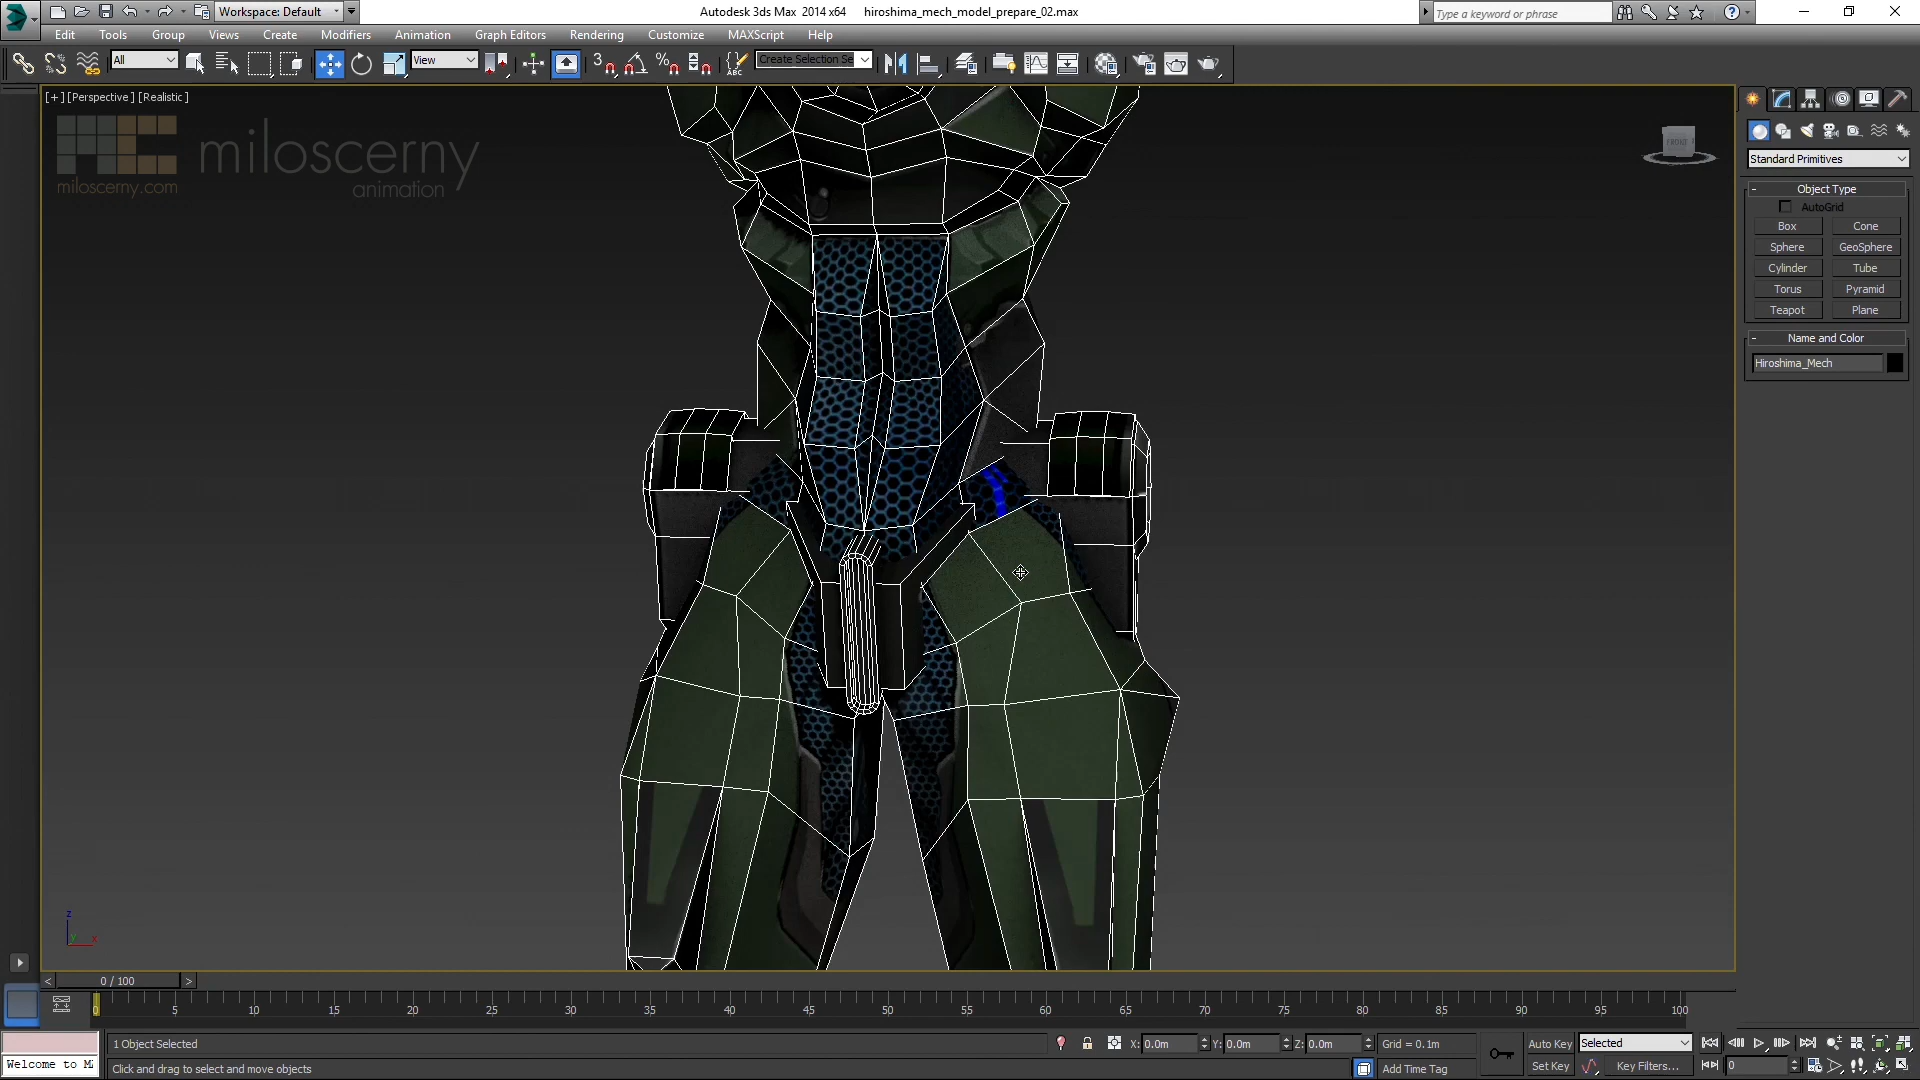 Workspace: Default
Autodesk 3ds Max 2014 x64 hiroshima_mech_model_prepare_02.max
Type a keyword or phrase
Edit Tools Group Views Create Modifiers Animation Graph Editors Rendering Customize MAXScript Help
All
View
Create Selection Se
[+] [Perspective] [Realistic]
miloscerny
animation
miloscerny.com
FRONT
Standard Primitives
Object Type
AutoGrid
Box Cone
Sphere GeoSphere
Cylinder Tube
Torus Pyramid
Teapot Plane
Name and Color
Hiroshima_Mech
z
y x
< 0 / 100 >
0 5 10 15 20 25 30 35 40 45 50 55 60 65 70 75 80 85 90 95 100
1 Object Selected
X: 0.0m Y: 0.0m Z: 0.0m Grid = 0.1m
Auto Key Selected
Welcome to M
Click and drag to select and move objects
Add Time Tag
Set Key Key Filters... 0